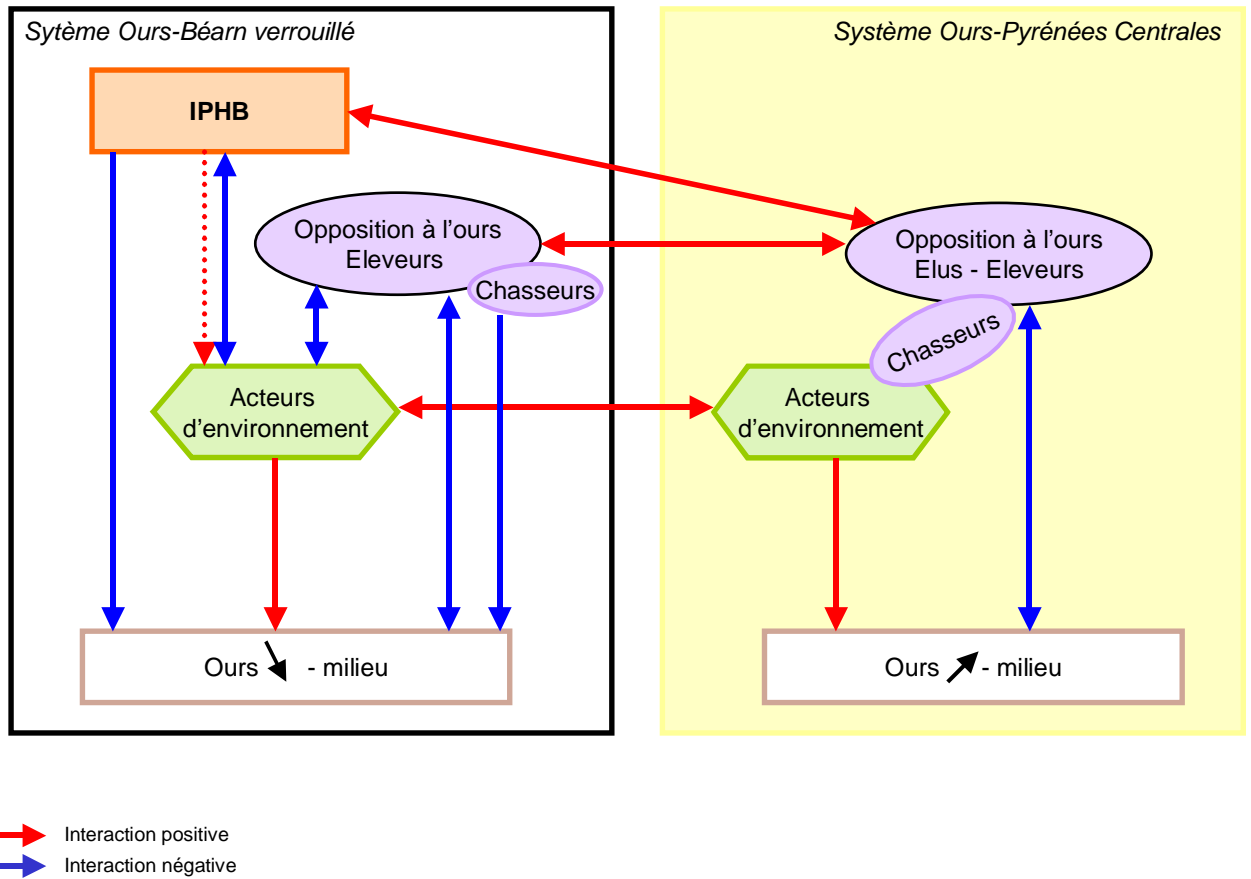 Sytème Ours-Béarn verrouillé
Système Ours-Pyrénées Centrales
IPHB
Opposition à l'ours
Eleveurs
Chasseurs
Opposition à l'ours
Elus - Eleveurs
Chasseurs
Acteurs
d'environnement
Acteurs
d'environnement
Ours - milieu
Ours - milieu
Interaction positive
Interaction négative